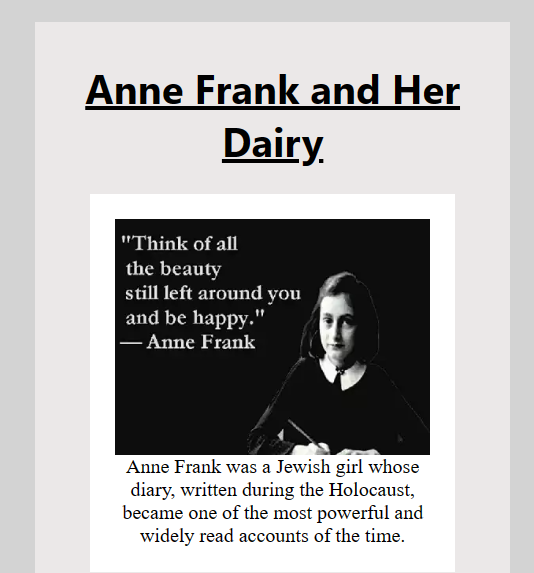 Anne Frank and Her
Dairy
"Think of all
the beauty
still left around you
and be happy."
— Anne Frank
Anne Frank was a Jewish girl whose
diary, written during the Holocaust,
became one of the most powerful and
widely read accounts of the time.